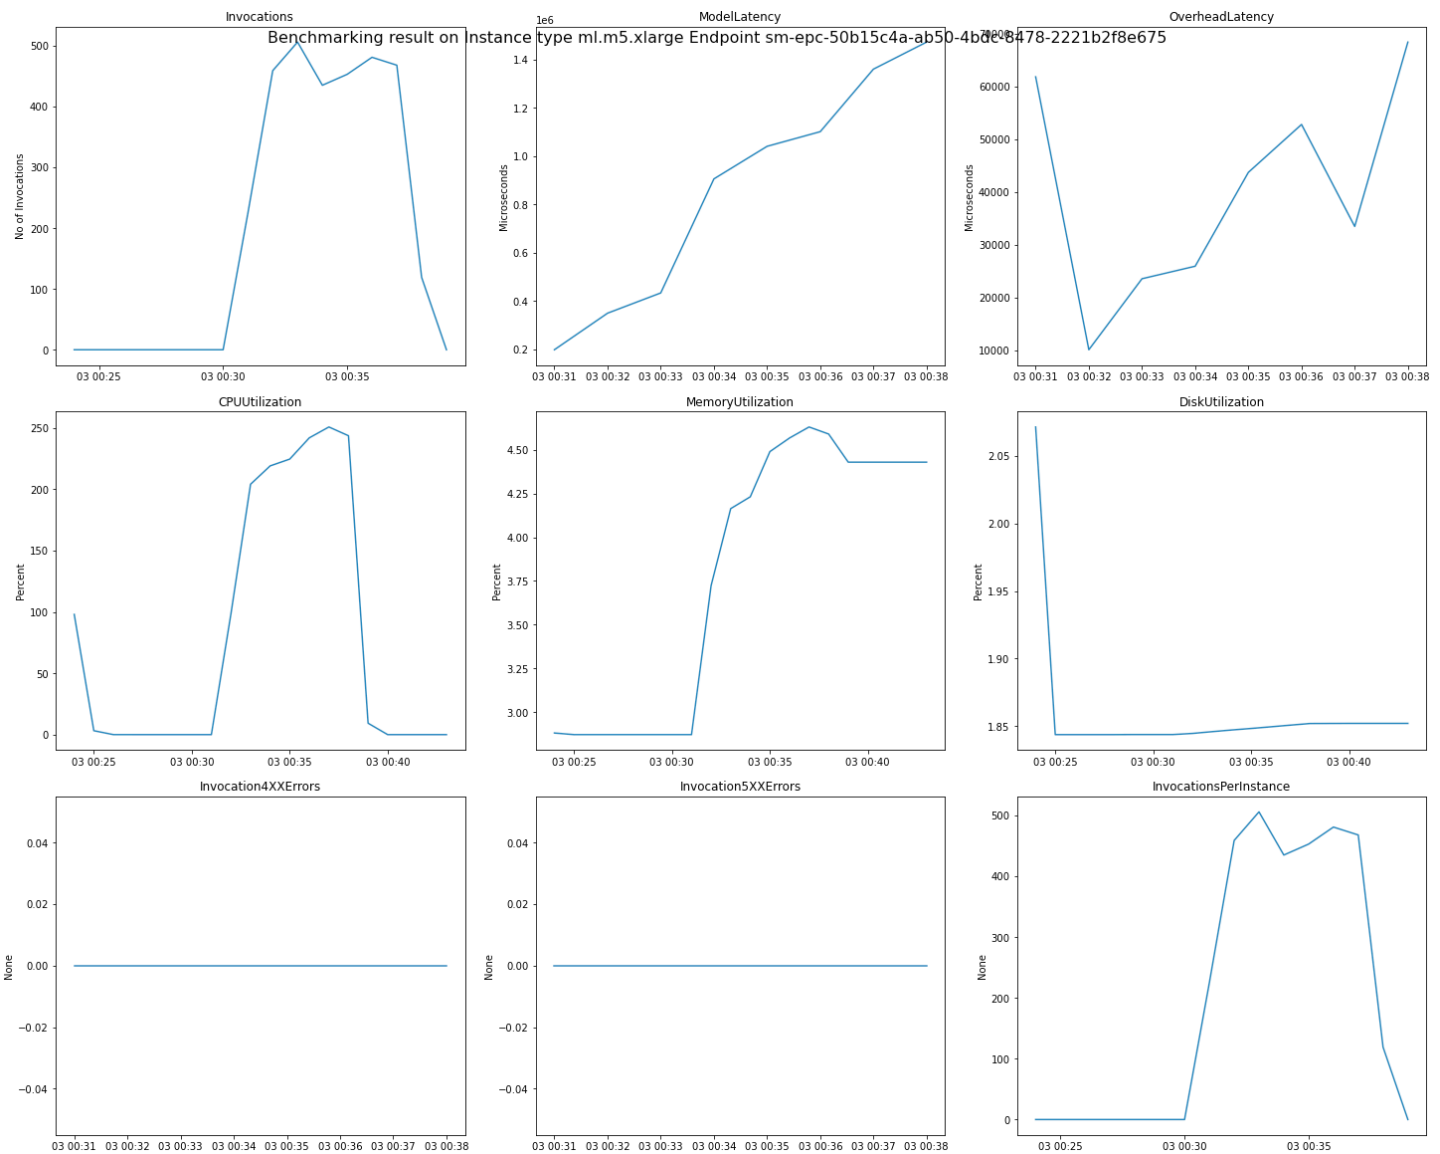 Benchmarking result on Instance type ml.m5.xlarge Endpoint sm-epc-50b15c4a-ab50-4bdc-8478-2221b2f8e675
Invocations
No of Invocations
500
400
300
200
100
0
03 00:25 03 00:30 03 00:35
ModelLatency
1e6
Microseconds
1.4
1.2
1.0
0.8
0.6
0.4
0.2
03 00:31 03 00:32 03 00:33 03 00:34 03 00:35 03 00:36 03 00:37 03 00:38
OverheadLatency
Microseconds
70000
60000
50000
40000
30000
20000
10000
03 00:31 03 00:32 03 00:33 03 00:34 03 00:35 03 00:36 03 00:37 03 00:38
CPUUtilization
Percent
250
200
150
100
50
0
03 00:25 03 00:30 03 00:35 03 00:40
MemoryUtilization
Percent
4.50
4.25
4.00
3.75
3.50
3.25
3.00
03 00:25 03 00:30 03 00:35 03 00:40
DiskUtilization
Percent
2.05
2.00
1.95
1.90
1.85
03 00:25 03 00:30 03 00:35 03 00:40
Invocation4XXErrors
None
0.04
0.02
0.00
−0.02
−0.04
03 00:31 03 00:32 03 00:33 03 00:34 03 00:35 03 00:36 03 00:37 03 00:38
Invocation5XXErrors
None
0.04
0.02
0.00
−0.02
−0.04
03 00:31 03 00:32 03 00:33 03 00:34 03 00:35 03 00:36 03 00:37 03 00:38
InvocationsPerInstance
None
500
400
300
200
100
0
03 00:25 03 00:30 03 00:35